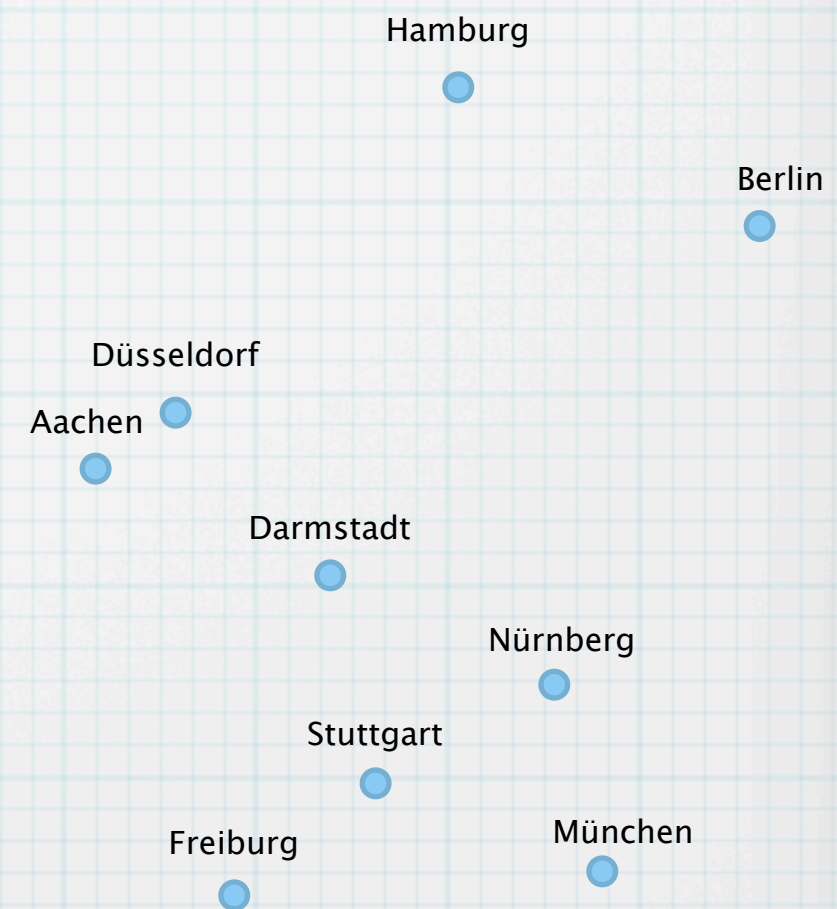 Hamburg
Berlin
Düsseldorf
Aachen
Darmstadt
Nürnberg
Stuttgart
München
Freiburg